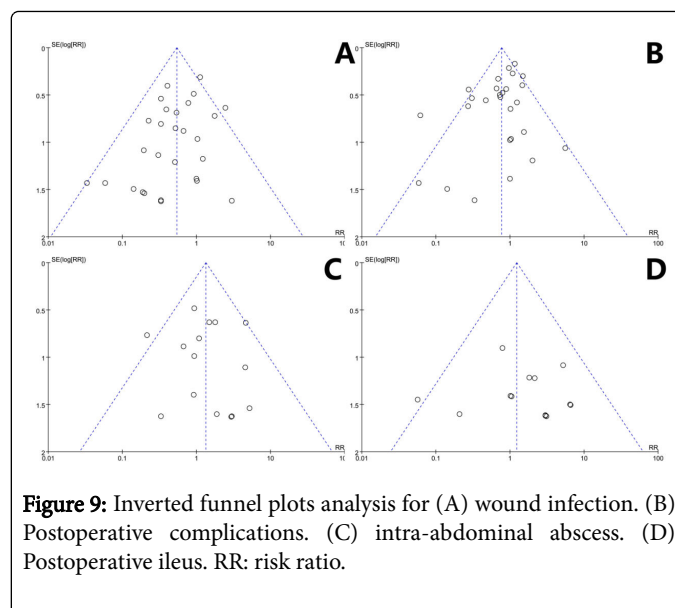 SE(log[RR])
A
0
0.5
1
1.5
2
0.01
0.1
1
10
RR
SE(log[RR])
B
0
0.5
1
1.5
2
0.01
0.1
1
10
100
RR
SE(log[RR])
C
0
0.5
1
1.5
2
0.01
0.1
1
10
RR
SE(log[RR])
D
0
0.5
1
1.5
2
0.01
0.1
1
10
100
RR
Figure 9: Inverted funnel plots analysis for (A) wound infection. (B)
Postoperative complications. (C) intra-abdominal abscess. (D)
Postoperative ileus. RR: risk ratio.